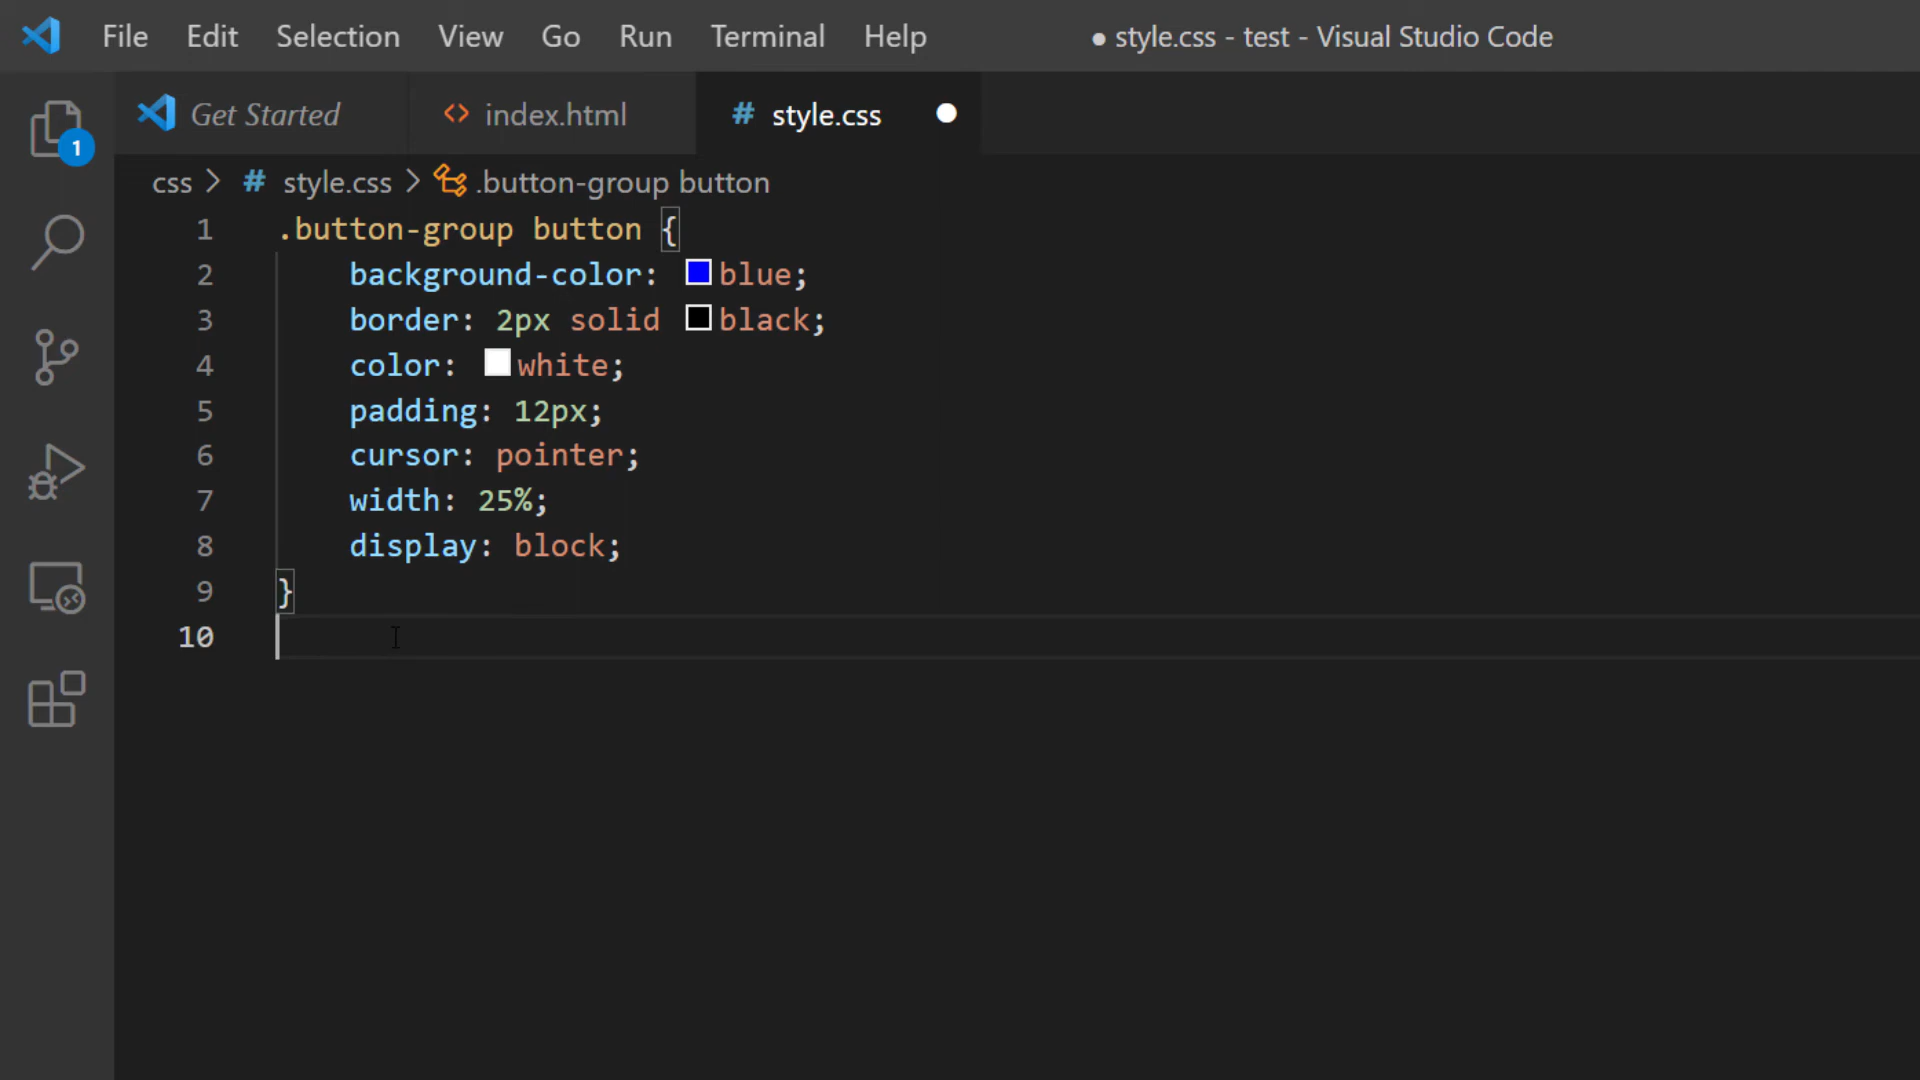 File Edit Selection View Go Run Terminal Help ● style.css - test - Visual Studio Code
Get Started <> index.html # style.css ●
1
css > # style.css > .button-group button
1 .button-group button {
2 background-color: blue;
3 border: 2px solid black;
4 color: white;
5 padding: 12px;
6 cursor: pointer;
7 width: 25%;
8 display: block;
9 }
10